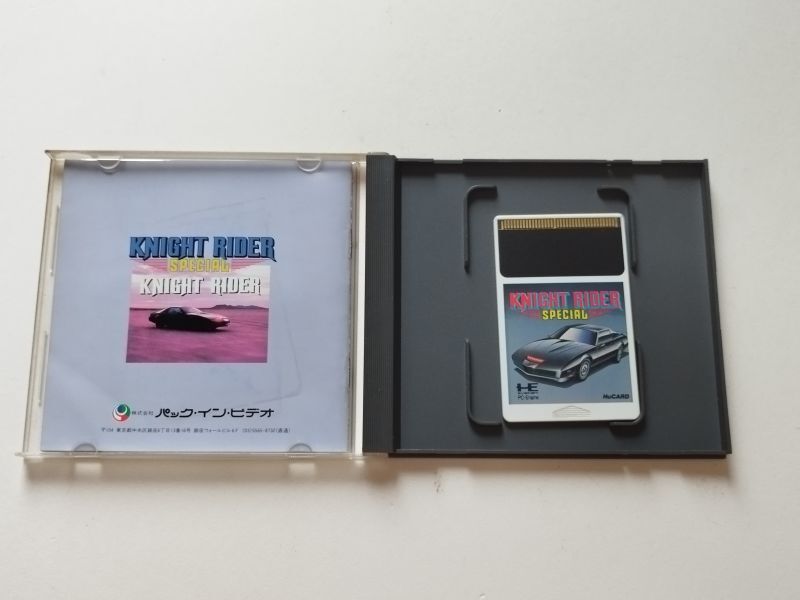 KNIGHT RIDER
SPECIAL
KNIGHT RIDER
株式会社 パック・イン・ビデオ
KNIGHT RIDER
SPECIAL
HE
PC Engine
HuCARD